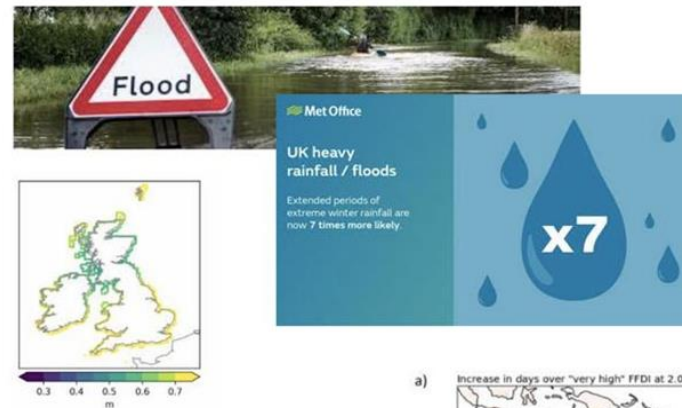 Flood
Met Office
UK heavy
rainfall / floods
Extended periods of
extreme winter rainfall are
now 7 times more likely.
x7
0.3 0.4 0.5 0.6 0.7
m
a)
Increase in days over "very high" FFDI at 2.0